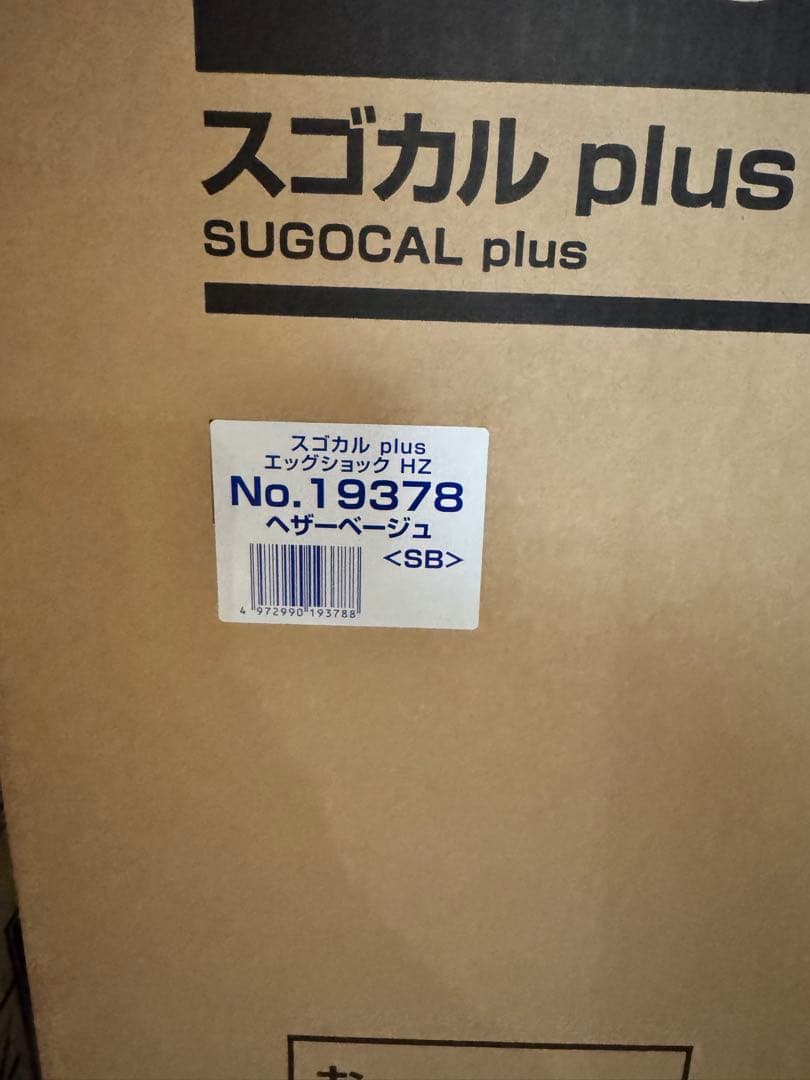 スゴカル plus
SUGOCAL plus
スゴカル plus
エッグショック HZ
No.19378
ヘザーベージュ
<SB>
4 972990 193788